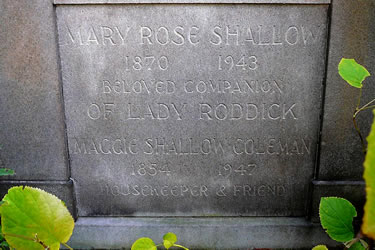 MARY ROSE SHALLOW
1870 1943
BELOVED COMPANION
OF LADY RODDICK
MAGGIE SHALLOW COLEMAN
1854 1947
HOUSEKEEPER & FRIEND